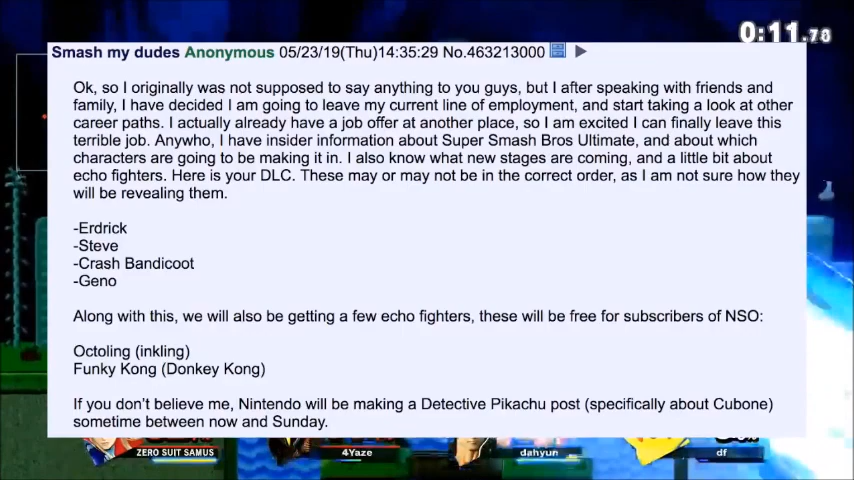 0:11.78
Smash my dudes Anonymous 05/23/19(Thu)14:35:29 No.463213000
Ok, so I originally was not supposed to say anything to you guys, but I after speaking with friends and
family, I have decided I am going to leave my current line of employment, and start taking a look at other
career paths. I actually already have a job offer at another place, so I am excited I can finally leave this
terrible job. Anywho, I have insider information about Super Smash Bros Ultimate, and about which
characters are going to be making it in. I also know what new stages are coming, and a little bit about
echo fighters. Here is your DLC. These may or may not be in the correct order, as I am not sure how they
will be revealing them.
-Erdrick
-Steve
-Crash Bandicoot
-Geno
Along with this, we will also be getting a few echo fighters, these will be free for subscribers of NSO:
Octoling (inkling)
Funky Kong (Donkey Kong)
If you don't believe me, Nintendo will be making a Detective Pikachu post (specifically about Cubone)
sometime between now and Sunday.
ZERO SUIT SAMUS
4Yaze
dahyun
df